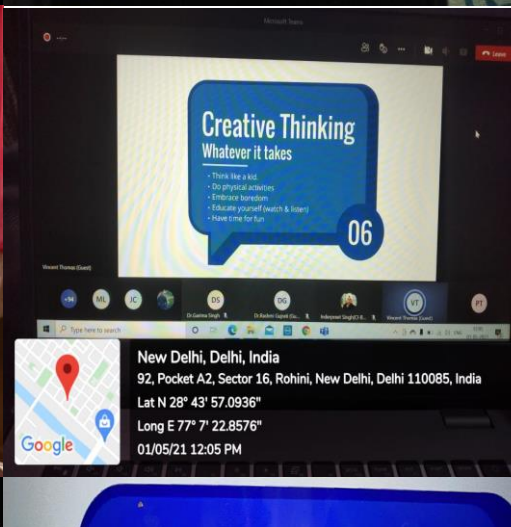 Microsoft Teams
Leave
Creative Thinking
Whatever it takes
- Think like a kid
- Do physical activities
- Embrace boredom
- Educate yourself (watch & listen)
- Have time for fun
06
Vincent Thomas (Guest)
+94
ML
JC
DS
DG
VT
PT
Dr.Garima Singh
Vincent Thomas (Guest)
Type here to search
New Delhi, Delhi, India
92, Pocket A2, Sector 16, Rohini, New Delhi, Delhi 110085, India
Lat N 28° 43' 57.0936"
Long E 77° 7' 22.8576"
01/05/21 12:05 PM
Google